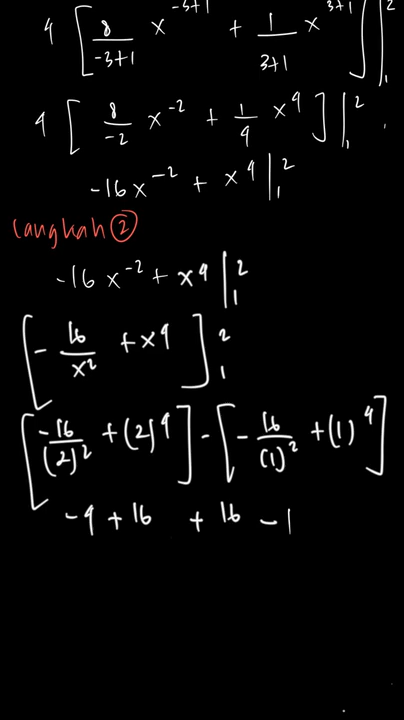 4 [ 8/-3+1 x^-3+1 + 1/3+1 x^3+1 ] |₁²
4 [ 8/-2 x^-2 + 1/4 x^4 ] |₁²
-16x^-2 + x^4 |₁²
Langkah ②
-16x^-2 + x^4 |₁²
[ - 16/x² + x^4 ]₁²
[ -16/(2)² + (2)^4 ] - [ - 16/(1)² + (1)^4 ]
-4 + 16 + 16 - 1